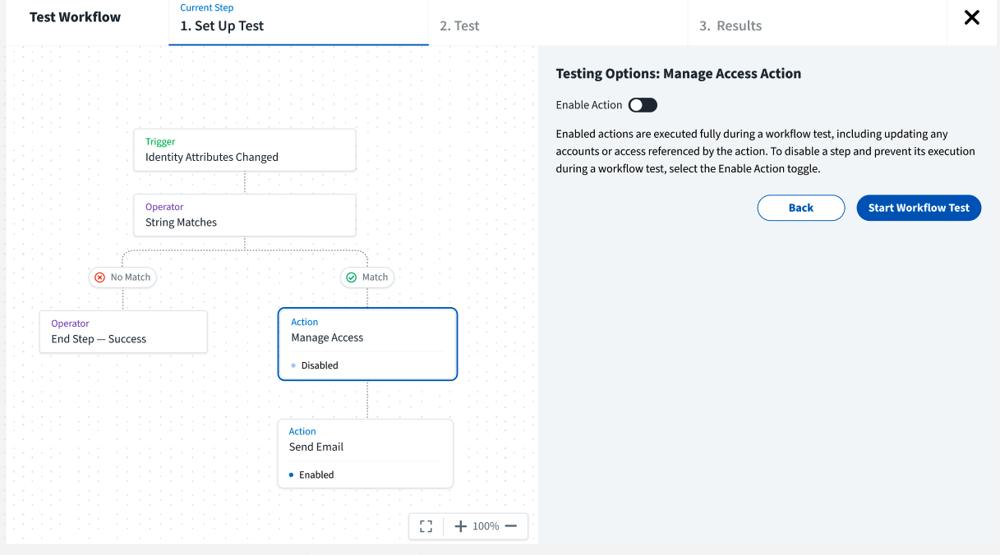 Test Workflow
Current Step
1. Set Up Test
2. Test
3. Results
Trigger
Identity Attributes Changed
Operator
String Matches
No Match
Match
Operator
End Step — Success
Action
Manage Access
Disabled
Action
Send Email
Enabled
100%
Testing Options: Manage Access Action
Enable Action
Enabled actions are executed fully during a workflow test, including updating any
accounts or access referenced by the action. To disable a step and prevent its execution
during a workflow test, select the Enable Action toggle.
Back
Start Workflow Test